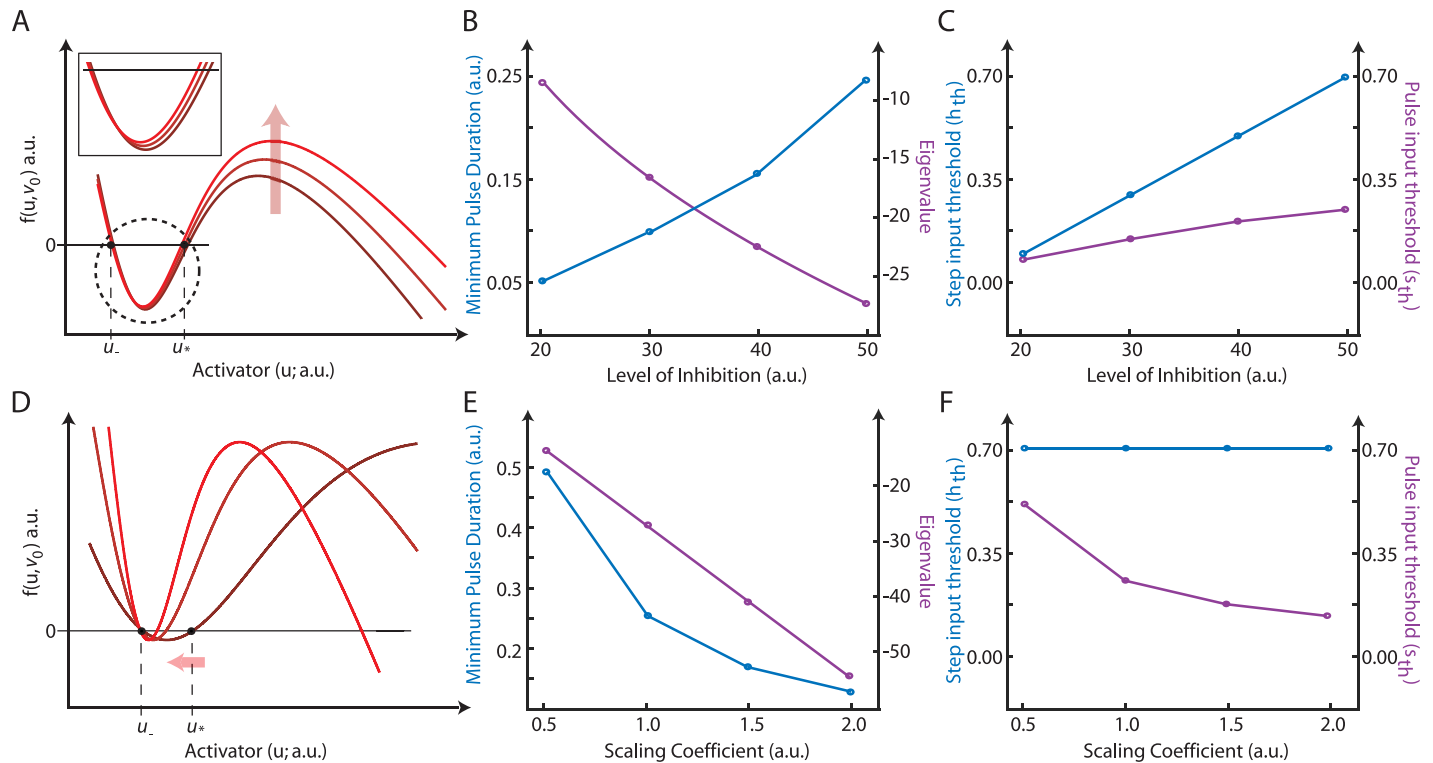 A
f(u,v0) a.u.
0
u-
u*
Activator (u; a.u.)
B
Minimum Pulse Duration (a.u.)
0.25
0.15
0.05
−10
−15
−20
−25
Eigenvalue
20 30 40 50
Level of Inhibition (a.u.)
C
Step input threshold (hth)
0.70
0.35
0.00
0.70
0.35
0.00
Pulse input threshold (sth)
20 30 40 50
Level of Inhibition (a.u.)
D
f(u,v0) a.u.
0
u-
u*
Activator (u; a.u.)
E
Minimum Pulse Duration (a.u.)
0.5
0.4
0.3
0.2
−20
−30
−40
−50
Eigenvalue
0.5 1.0 1.5 2.0
Scaling Coefficient (a.u.)
F
Step input threshold (hth)
0.70
0.35
0.00
0.70
0.35
0.00
Pulse input threshold (sth)
0.5 1.0 1.5 2.0
Scaling Coefficient (a.u.)